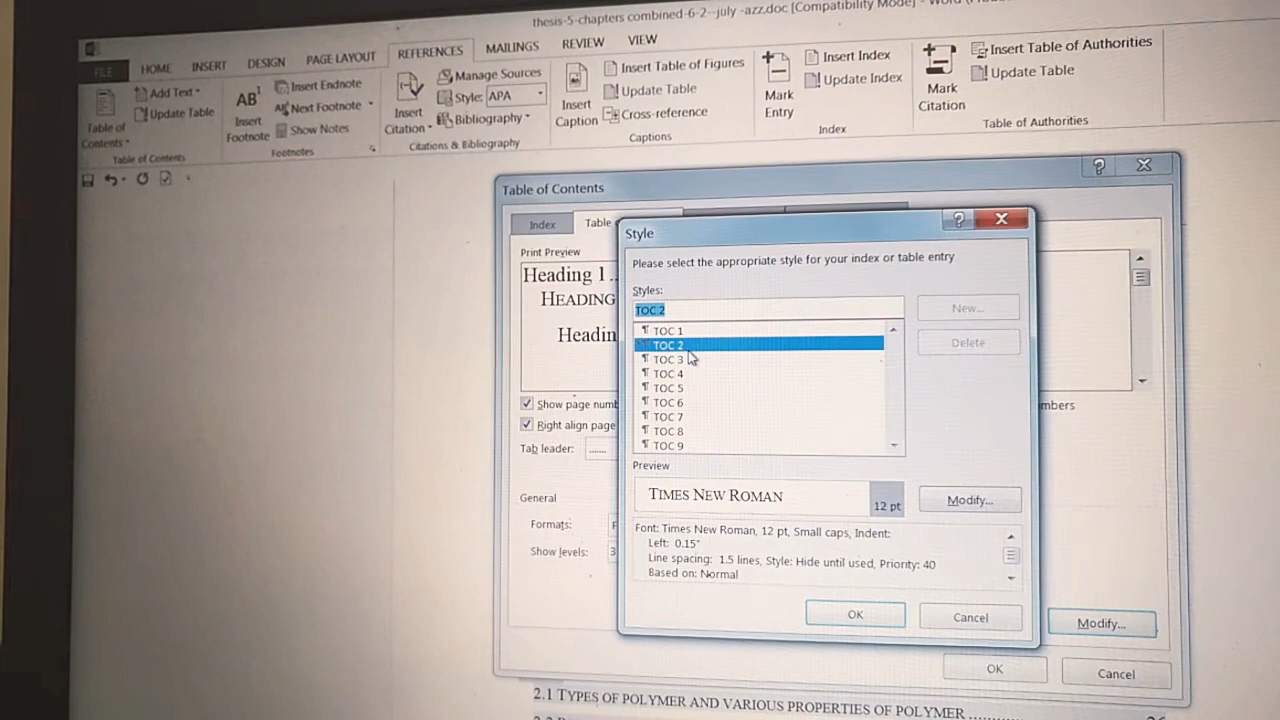 thesis-5-chapters combined-6-2--july -azz.doc [Compatibility Mode] - Word
FILE HOME INSERT DESIGN PAGE LAYOUT REFERENCES MAILINGS REVIEW VIEW
Table of Contents
Add Text
Update Table
Table of Contents
AB1
Insert Footnote
Insert Endnote
AB Next Footnote
Show Notes
Footnotes
Insert Citation
Manage Sources
Style: APA
Bibliography
Citations & Bibliography
Insert Caption
Insert Table of Figures
Update Table
Cross-reference
Captions
Mark Entry
Insert Index
Update Index
Index
Mark Citation
Insert Table of Authorities
Update Table
Table of Authorities
Table of Contents
Index
Table
Print Preview
Heading 1 ..
HEADING
Headin
Show page num
Right align page
Tab leader: .......
General
Formats: F
Show levels: 3
mbers
Modify...
OK
Cancel
Style
Please select the appropriate style for your index or table entry
Styles:
TOC 2
¶ TOC 1
¶ TOC 2
¶ TOC 3
¶ TOC 4
¶ TOC 5
¶ TOC 6
¶ TOC 7
¶ TOC 8
¶ TOC 9
New...
Delete
Preview
TIMES NEW ROMAN
12 pt
Modify...
Font: Times New Roman, 12 pt, Small caps, Indent:
Left: 0.15"
Line spacing: 1.5 lines, Style: Hide until used, Priority: 40
Based on: Normal
OK
Cancel
2.1 TYPES OF POLYMER AND VARIOUS PROPERTIES OF POLYMER